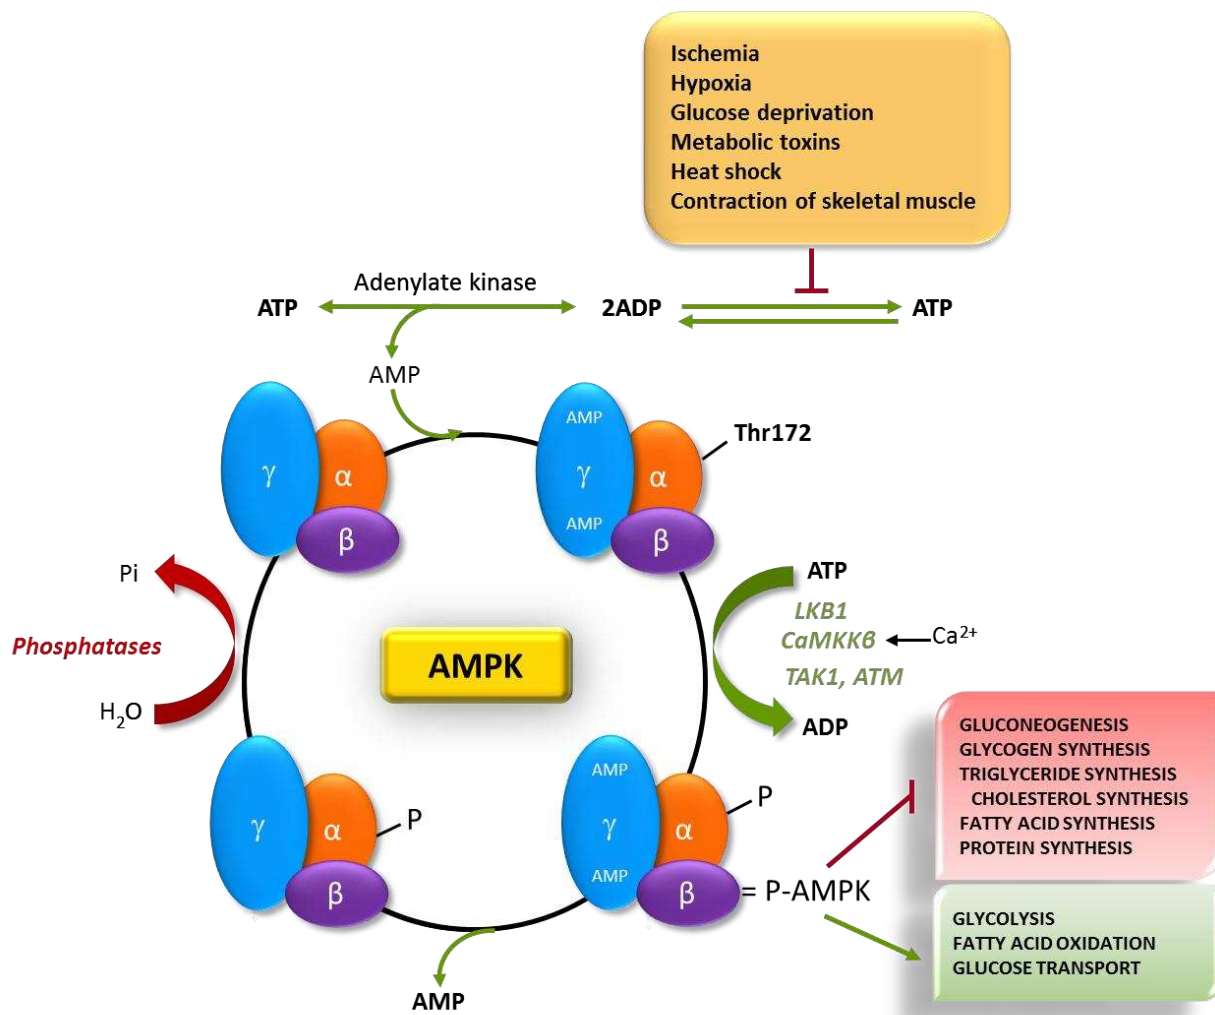 Ischemia
Hypoxia
Glucose deprivation
Metabolic toxins
Heat shock
Contraction of skeletal muscle
Adenylate kinase
ATP
2ADP
ATP
AMP
γ
α
β
AMP
γ
AMP
α
β
Thr172
Pi
Phosphatases
H₂O
AMPK
ATP
LKB1
CaMKKβ
Ca²⁺
TAK1, ATM
ADP
γ
α
β
P
AMP
γ
AMP
α
β
P
= P-AMPK
AMP
GLUCONEOGENESIS
GLYCOGEN SYNTHESIS
TRIGLYCERIDE SYNTHESIS
CHOLESTEROL SYNTHESIS
FATTY ACID SYNTHESIS
PROTEIN SYNTHESIS
GLYCOLYSIS
FATTY ACID OXIDATION
GLUCOSE TRANSPORT